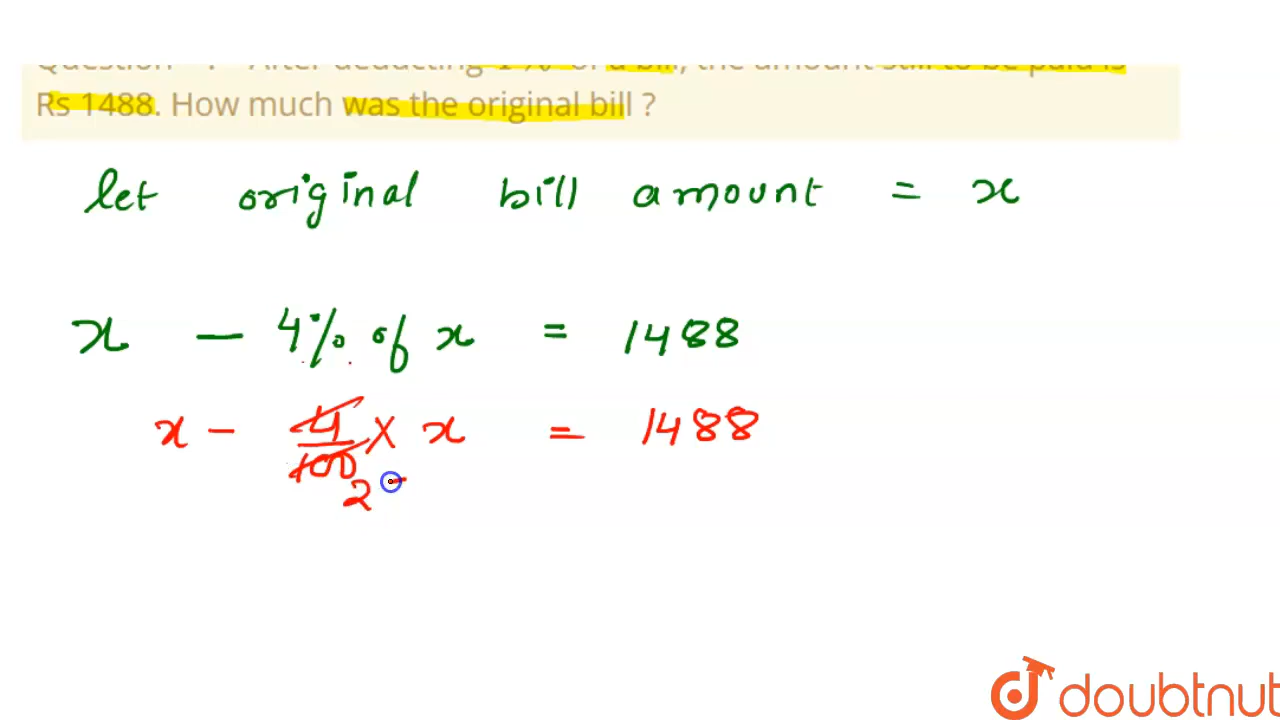 Question : After deducting of a bill, the amount still to be paid is
Rs 1488. How much was the original bill ?
let original bill amount = x
x - 4% of x = 1488
x - 4/100 × x = 1488
2
doubtnut